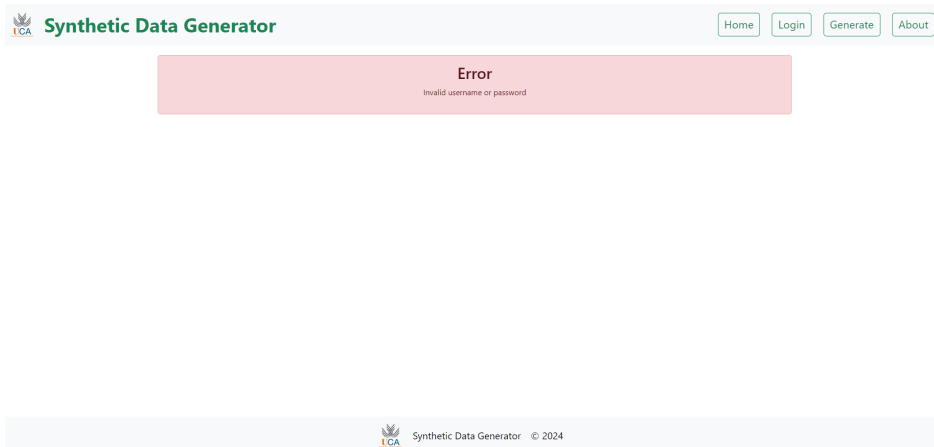 UCA
Synthetic Data Generator
Home
Login
Generate
About
Error
Invalid username or password
UCA
Synthetic Data Generator © 2024